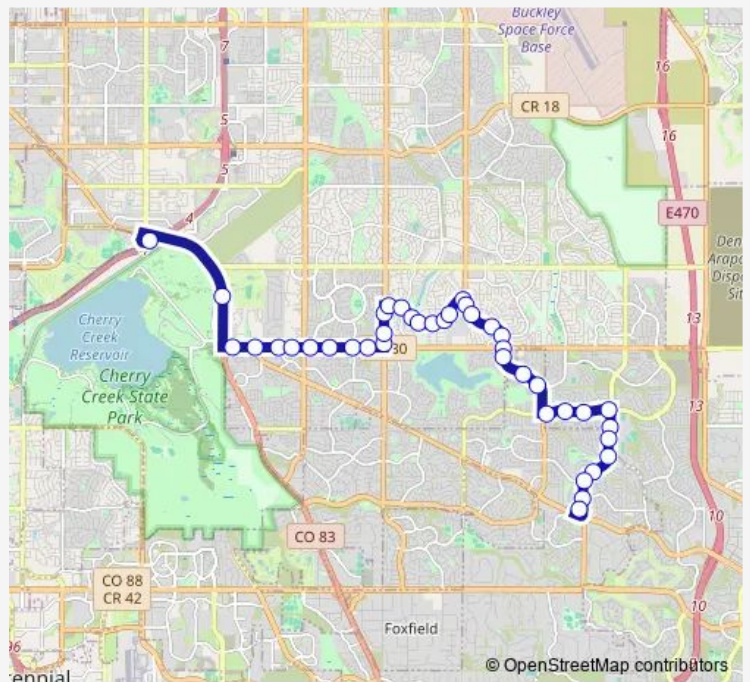 Buckley
Space Force
Base
7
16
CR 18
5
16
5
4
E470
Den
Arapa
Dispo
Sit
Cherry
Creek
Reservoir
13
30
Cherry
Creek State
Park
13
10
CO 83
CO 88
CR 42
10
Foxfield
96
tennial
© OpenStreetMap contributors